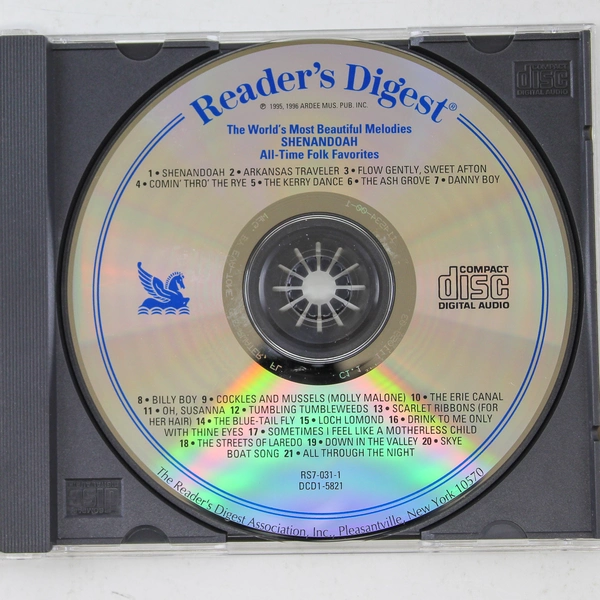 Reader's Digest®
℗ 1995, 1996 ARDEE MUS. PUB. INC.
The World's Most Beautiful Melodies
SHENANDOAH
All-Time Folk Favorites
1 • SHENANDOAH 2 • ARKANSAS TRAVELER 3 • FLOW GENTLY, SWEET AFTON
4 • COMIN' THRO' THE RYE 5 • THE KERRY DANCE 6 • THE ASH GROVE 7 • DANNY BOY
COMPACT
disc
DIGITAL AUDIO
8 • BILLY BOY 9 • COCKLES AND MUSSELS (MOLLY MALONE) 10 • THE ERIE CANAL
11 • OH, SUSANNA 12 • TUMBLING TUMBLEWEEDS 13 • SCARLET RIBBONS (FOR
HER HAIR) 14 • THE BLUE-TAIL FLY 15 • LOCH LOMOND 16 • DRINK TO ME ONLY
WITH THINE EYES 17 • SOMETIMES I FEEL LIKE A MOTHERLESS CHILD
18 • THE STREETS OF LAREDO 19 • DOWN IN THE VALLEY 20 • SKYE
BOAT SONG 21 • ALL THROUGH THE NIGHT
RS7-031-1
DCD1-5821
The Reader's Digest Association, Inc., Pleasantville, New York 10570
COMPACT
disc
DIGITAL AUDIO